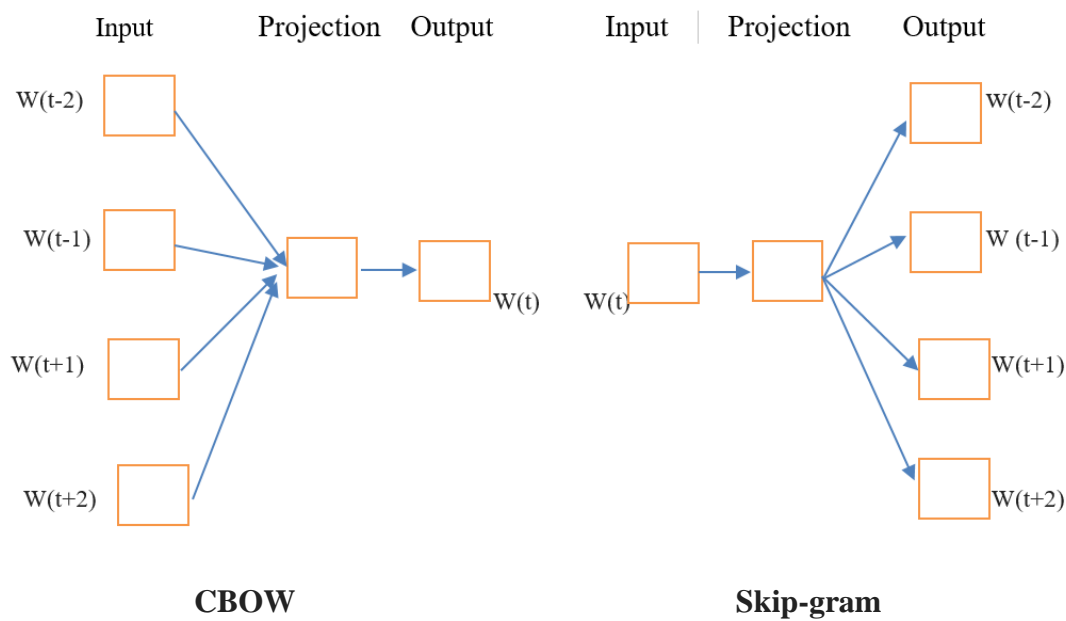 Input Projection Output
W(t-2)
W(t-1)
W(t+1)
W(t+2)
W(t)
CBOW
Input Projection Output
W(t)
w(t-2)
W (t-1)
W(t+1)
W(t+2)
Skip-gram